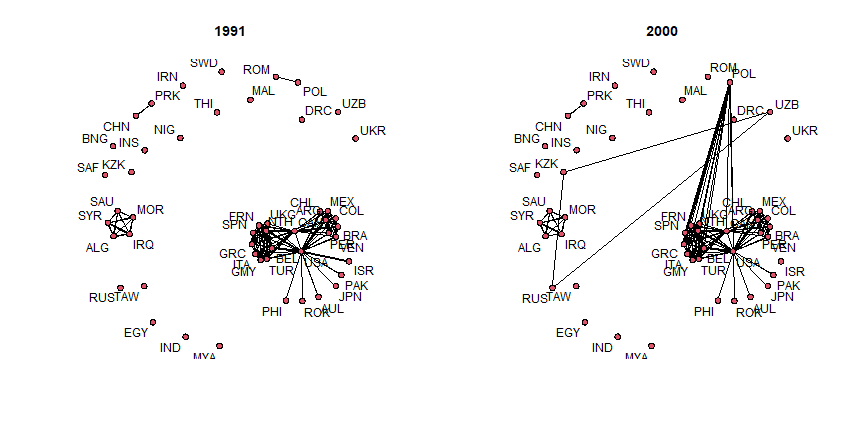 1991
SWD
ROM
IRN
POL
PRK
MAL
THI
UZB
DRC
CHN
NIG
UKR
BNG
INS
SAF
KZK
SAU
MOR
SYR
CHL
MEX
ARG
COL
FRN
UKG
SPN
NTH
BRA
PER
VEN
ALG
IRQ
GRC
ITA
BEL
USA
GMY
TUR
ISR
PAK
RUS
TAW
JPN
PHI
ROK
AUL
EGY
IND
MYA
2000
SWD
ROM
POL
IRN
PRK
MAL
THI
UZB
DRC
CHN
NIG
UKR
BNG
INS
SAF
KZK
SAU
MOR
SYR
CHL
MEX
ARG
COL
FRN
UKG
SPN
NTH
BRA
PER
VEN
ALG
IRQ
GRC
ITA
BEL
USA
GMY
TUR
ISR
PAK
RUS
TAW
JPN
PHI
ROK
AUL
EGY
IND
MYA